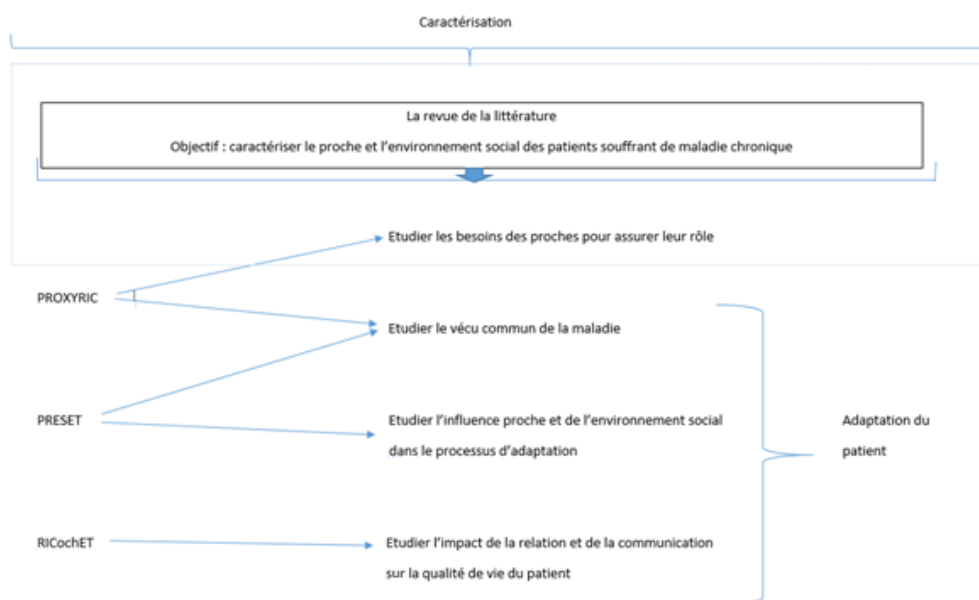 Caractérisation
La revue de la littérature
Objectif : caractériser le proche et l'environnement social des patients souffrant de maladie chronique
Etudier les besoins des proches pour assurer leur rôle
PROXYRIC
Etudier le vécu commun de la maladie
PRESET
Etudier l'influence proche et de l'environnement social
dans le processus d'adaptation
Adaptation du
patient
RICochET
Etudier l'impact de la relation et de la communication
sur la qualité de vie du patient